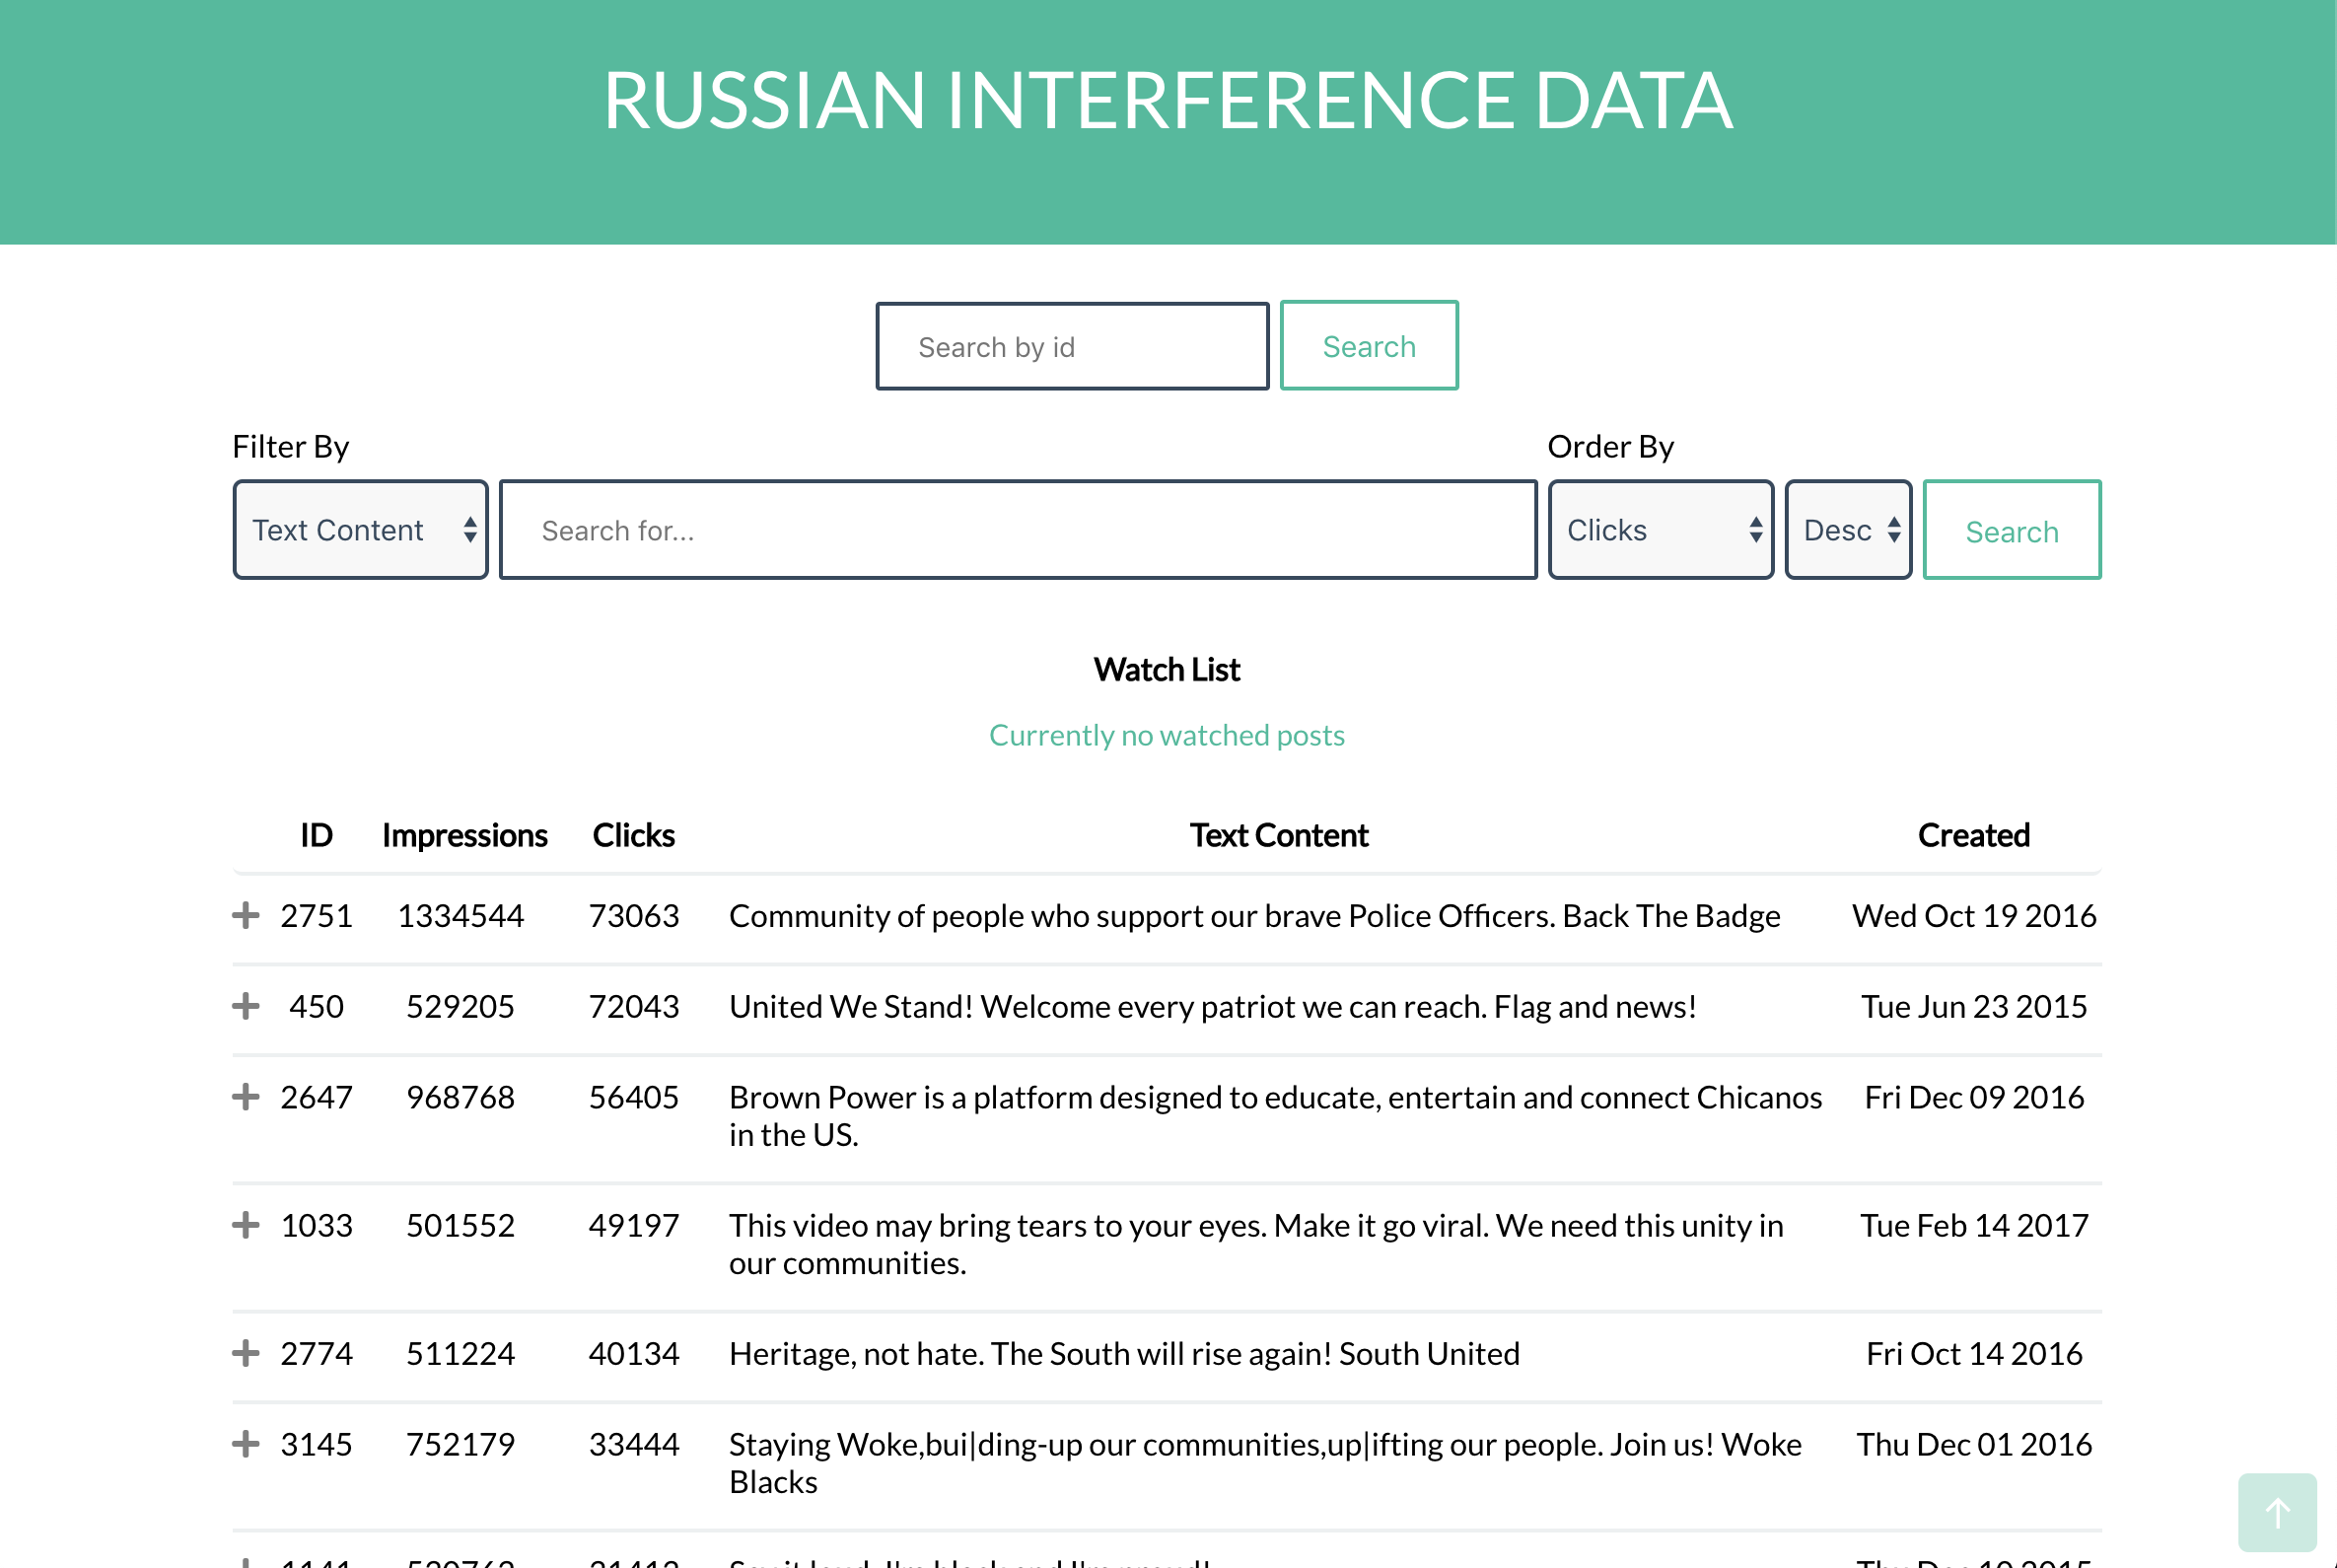 RUSSIAN INTERFERENCE DATA
Search by id
Search
Filter By
Order By
Text Content
Search for...
Clicks
Desc
Search
Watch List
Currently no watched posts
ID Impressions Clicks Text Content Created
2751 1334544 73063 Community of people who support our brave Police Officers. Back The Badge Wed Oct 19 2016
450 529205 72043 United We Stand! Welcome every patriot we can reach. Flag and news! Tue Jun 23 2015
2647 968768 56405 Brown Power is a platform designed to educate, entertain and connect Chicanos Fri Dec 09 2016
in the US.
1033 501552 49197 This video may bring tears to your eyes. Make it go viral. We need this unity in Tue Feb 14 2017
our communities.
2774 511224 40134 Heritage, not hate. The South will rise again! South United Fri Oct 14 2016
3145 752179 33444 Staying Woke,bui|ding-up our communities,up|ifting our people. Join us! Woke Thu Dec 01 2016
Blacks